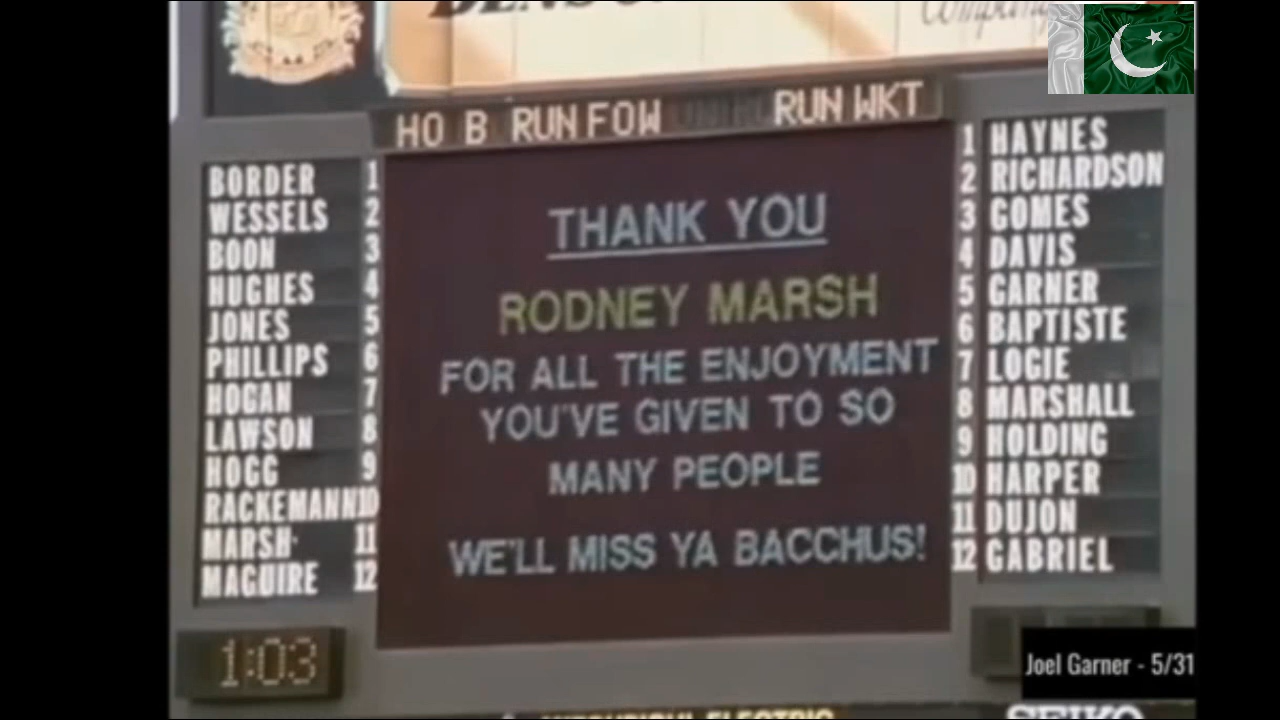 Compan
HO B RUN FOW RUN WKT
BORDER 1
WESSELS 2
BOON 3
HUGHES 4
JONES 5
PHILLIPS 6
HOGAN 7
LAWSON 8
HOGG 9
RACKEMANN 10
MARSH· 11
MAGUIRE 12
THANK YOU
RODNEY MARSH
FOR ALL THE ENJOYMENT
YOU'VE GIVEN TO SO
MANY PEOPLE
WE'LL MISS YA BACCHUS!
1 HAYNES
2 RICHARDSON
3 GOMES
4 DAVIS
5 GARNER
6 BAPTISTE
7 LOGIE
8 MARSHALL
9 HOLDING
10 HARPER
11 DUJON
12 GABRIEL
1:03
Joel Garner - 5/31
SEIKO
MITSUBISHI ELECTRIC